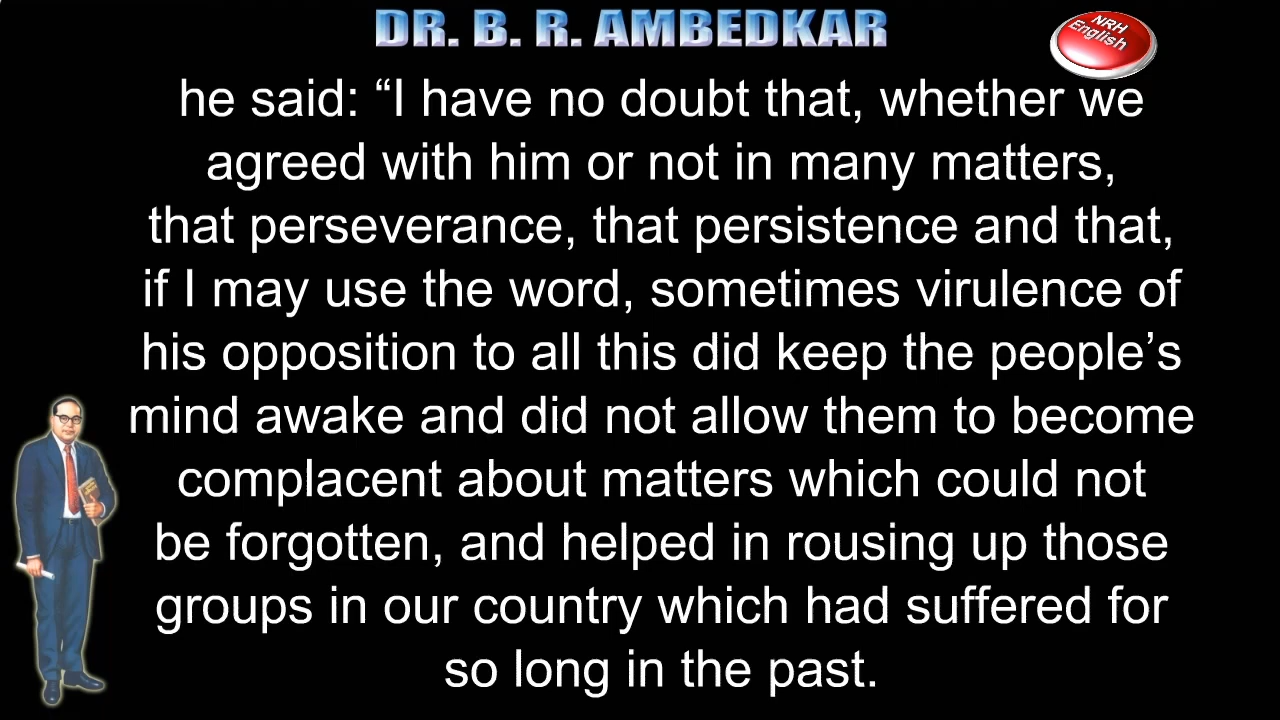 DR. B. R. AMBEDKAR
NRH
English
he said: “I have no doubt that, whether we
agreed with him or not in many matters,
that perseverance, that persistence and that,
if I may use the word, sometimes virulence of
his opposition to all this did keep the people’s
mind awake and did not allow them to become
complacent about matters which could not
be forgotten, and helped in rousing up those
groups in our country which had suffered for
so long in the past.